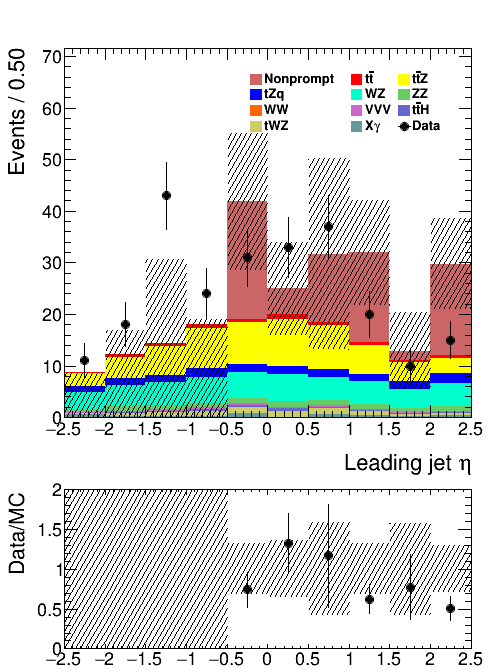 Events / 0.50
70
60
50
40
30
20
10
0
Nonprompt tt̄ tt̄Z
tZq WZ ZZ
WW VVV tt̄H
tWZ Xγ Data
−2.5 −2 −1.5 −1 −0.5 0 0.5 1 1.5 2 2.5
Leading jet η
Data/MC
2
1.5
1
0.5
0
−2.5 −2 −1.5 −1 −0.5 0 0.5 1 1.5 2 2.5